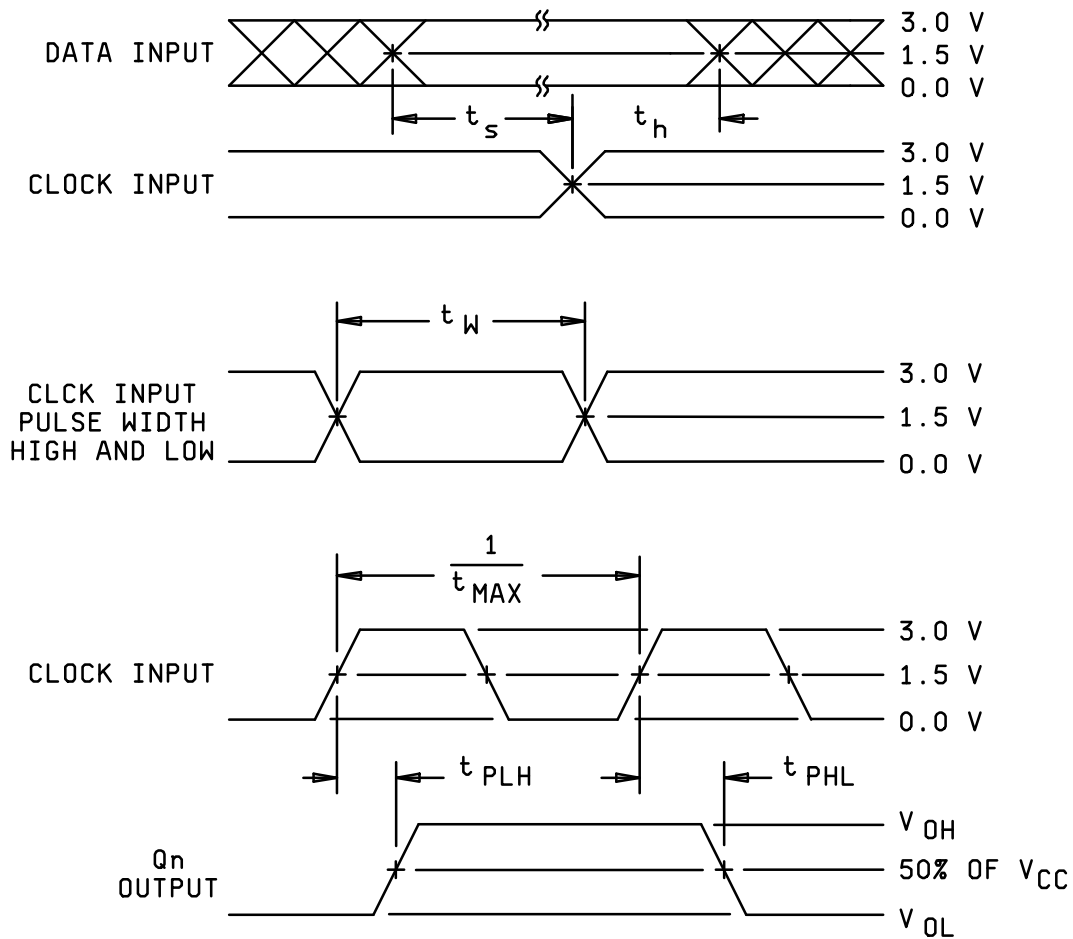 DATA INPUT
3.0 V
1.5 V
0.0 V
t s
t h
CLOCK INPUT
3.0 V
1.5 V
0.0 V
t W
CLCK INPUT
PULSE WIDTH
HIGH AND LOW
3.0 V
1.5 V
0.0 V
1
t MAX
CLOCK INPUT
3.0 V
1.5 V
0.0 V
t PLH
t PHL
Qn
OUTPUT
V OH
50% OF V CC
V OL